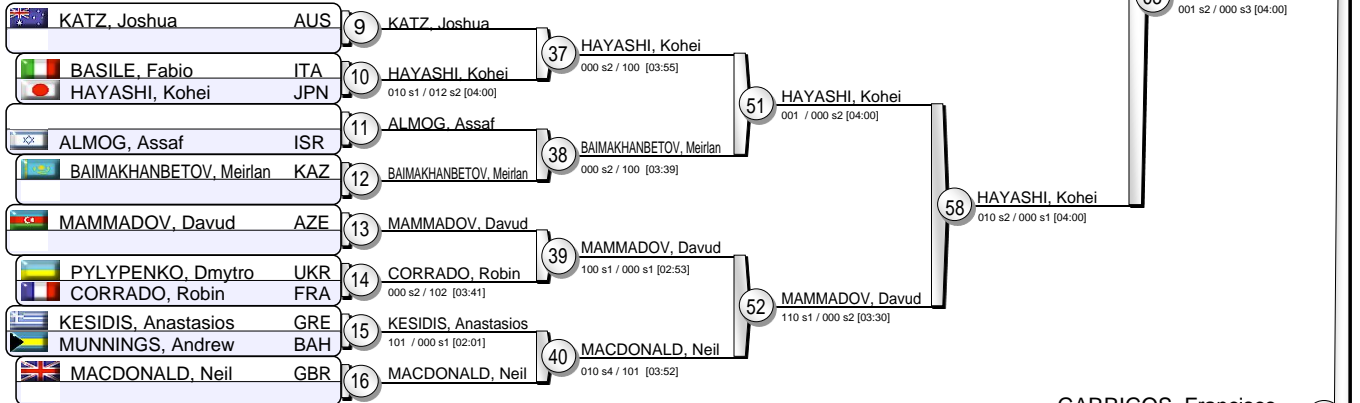 001 s2 / 000 s3 [04:00]
KATZ, Joshua AUS
9
KATZ, Joshua
37
HAYASHI, Kohei
000 s2 / 100 [03:55]
BASILE, Fabio ITA
HAYASHI, Kohei JPN
10
HAYASHI, Kohei
010 s1 / 012 s2 [04:00]
51
HAYASHI, Kohei
001 / 000 s2 [04:00]
ALMOG, Assaf ISR
11
ALMOG, Assaf
38
BAIMAKHANBETOV, Meirlan
000 s2 / 100 [03:39]
BAIMAKHANBETOV, Meirlan KAZ
12
BAIMAKHANBETOV, Meirlan
58
HAYASHI, Kohei
010 s2 / 000 s1 [04:00]
MAMMADOV, Davud AZE
13
MAMMADOV, Davud
39
MAMMADOV, Davud
100 s1 / 000 s1 [02:53]
PYLYPENKO, Dmytro UKR
CORRADO, Robin FRA
14
CORRADO, Robin
000 s2 / 102 [03:41]
52
MAMMADOV, Davud
110 s1 / 000 s2 [03:30]
KESIDIS, Anastasios GRE
MUNNINGS, Andrew BAH
15
KESIDIS, Anastasios
101 / 000 s1 [02:01]
40
MACDONALD, Neil
010 s4 / 101 [03:52]
MACDONALD, Neil GBR
16
MACDONALD, Neil